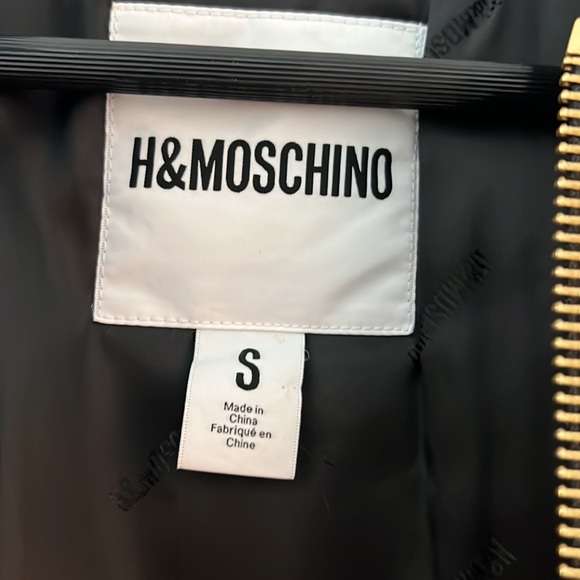 H&MOSCHINO
S
Made in
China
Fabriqué en
Chine